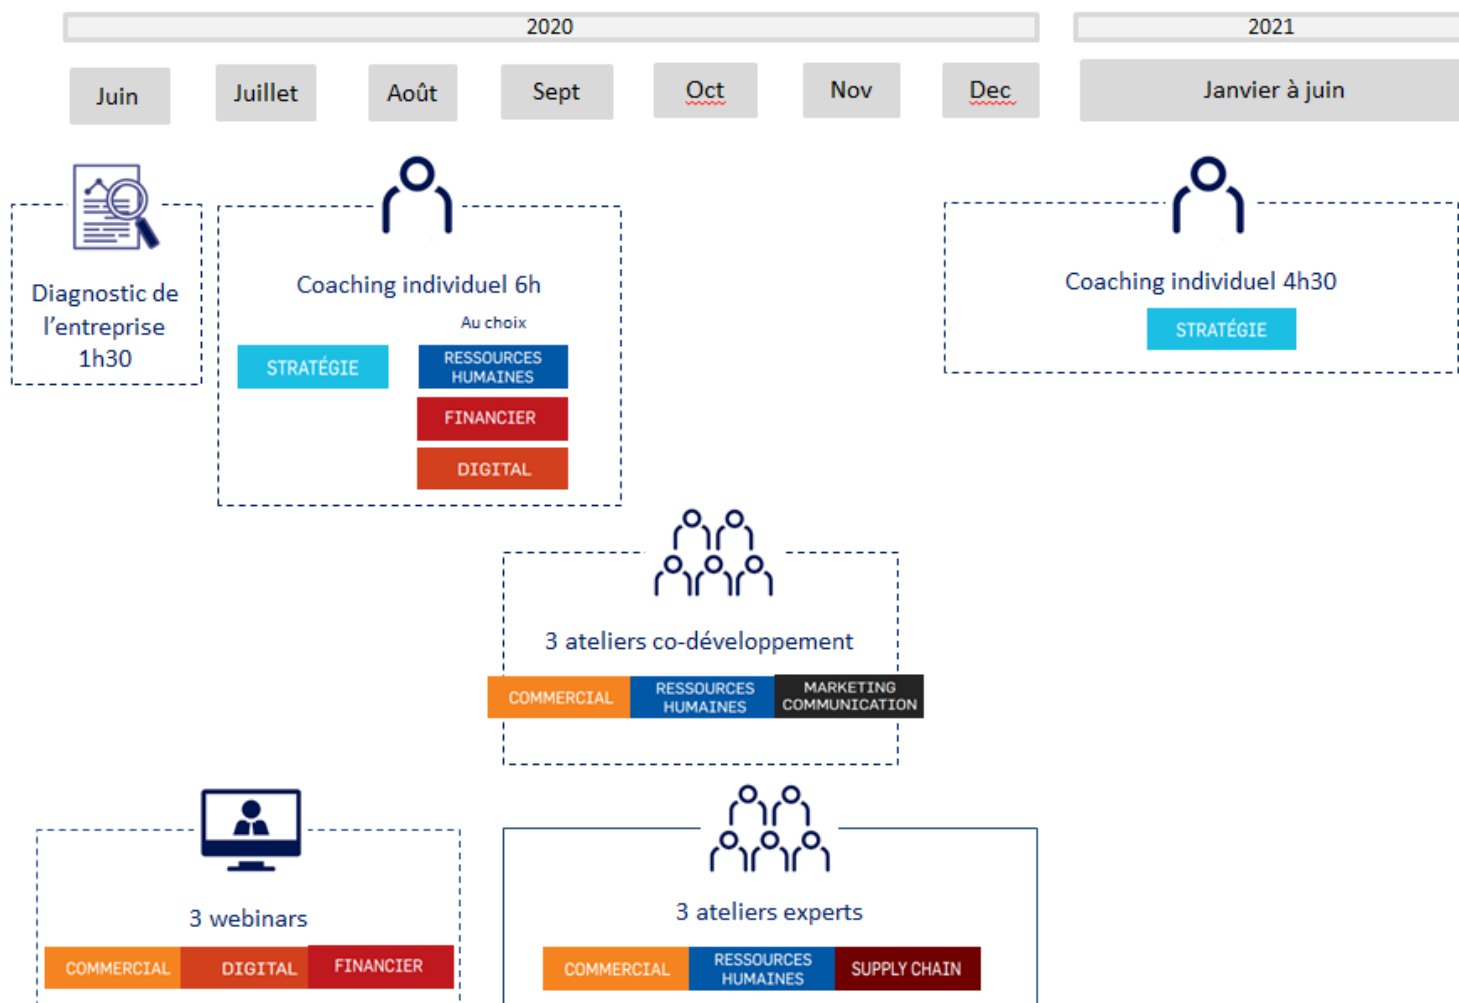 2020
2021
Juin
Juillet
Août
Sept
Oct
Nov
Dec
Janvier à juin
Diagnostic de
l'entreprise
1h30
Coaching individuel 6h
Au choix
STRATÉGIE
RESSOURCES
HUMAINES
FINANCIER
DIGITAL
Coaching individuel 4h30
STRATÉGIE
3 ateliers co-développement
COMMERCIAL
RESSOURCES
HUMAINES
MARKETING
COMMUNICATION
3 webinars
COMMERCIAL
DIGITAL
FINANCIER
3 ateliers experts
COMMERCIAL
RESSOURCES
HUMAINES
SUPPLY CHAIN